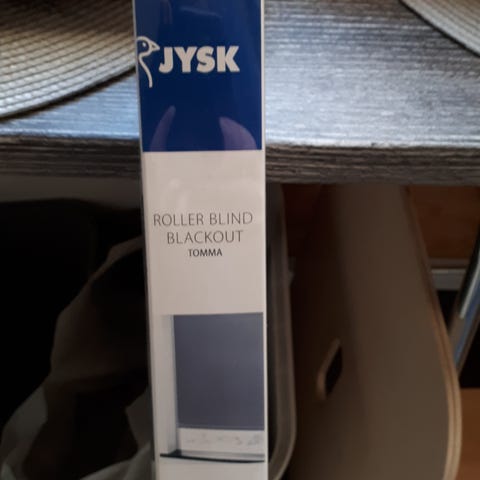 JYSK
ROLLER BLIND
BLACKOUT
TOMMA